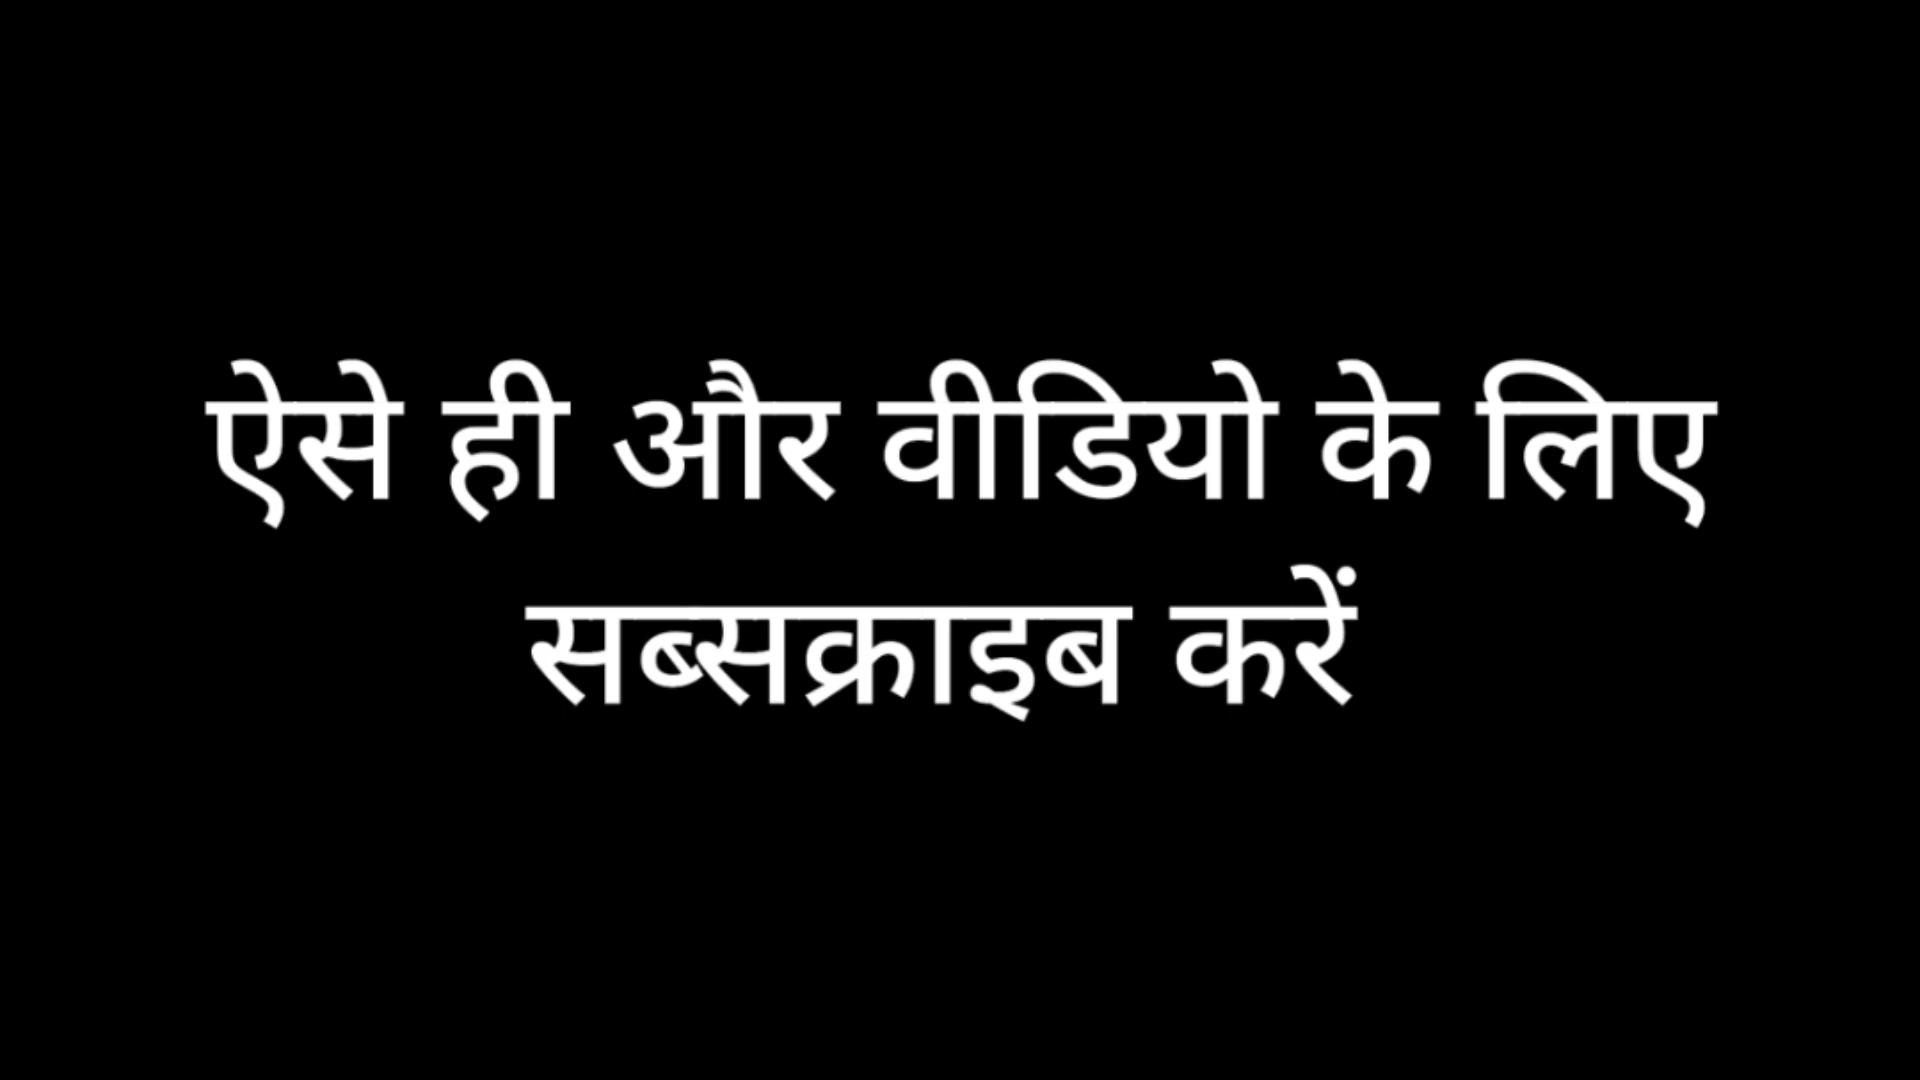 ऐसे ही और वीडियो के लिए
सब्सक्राइब करें